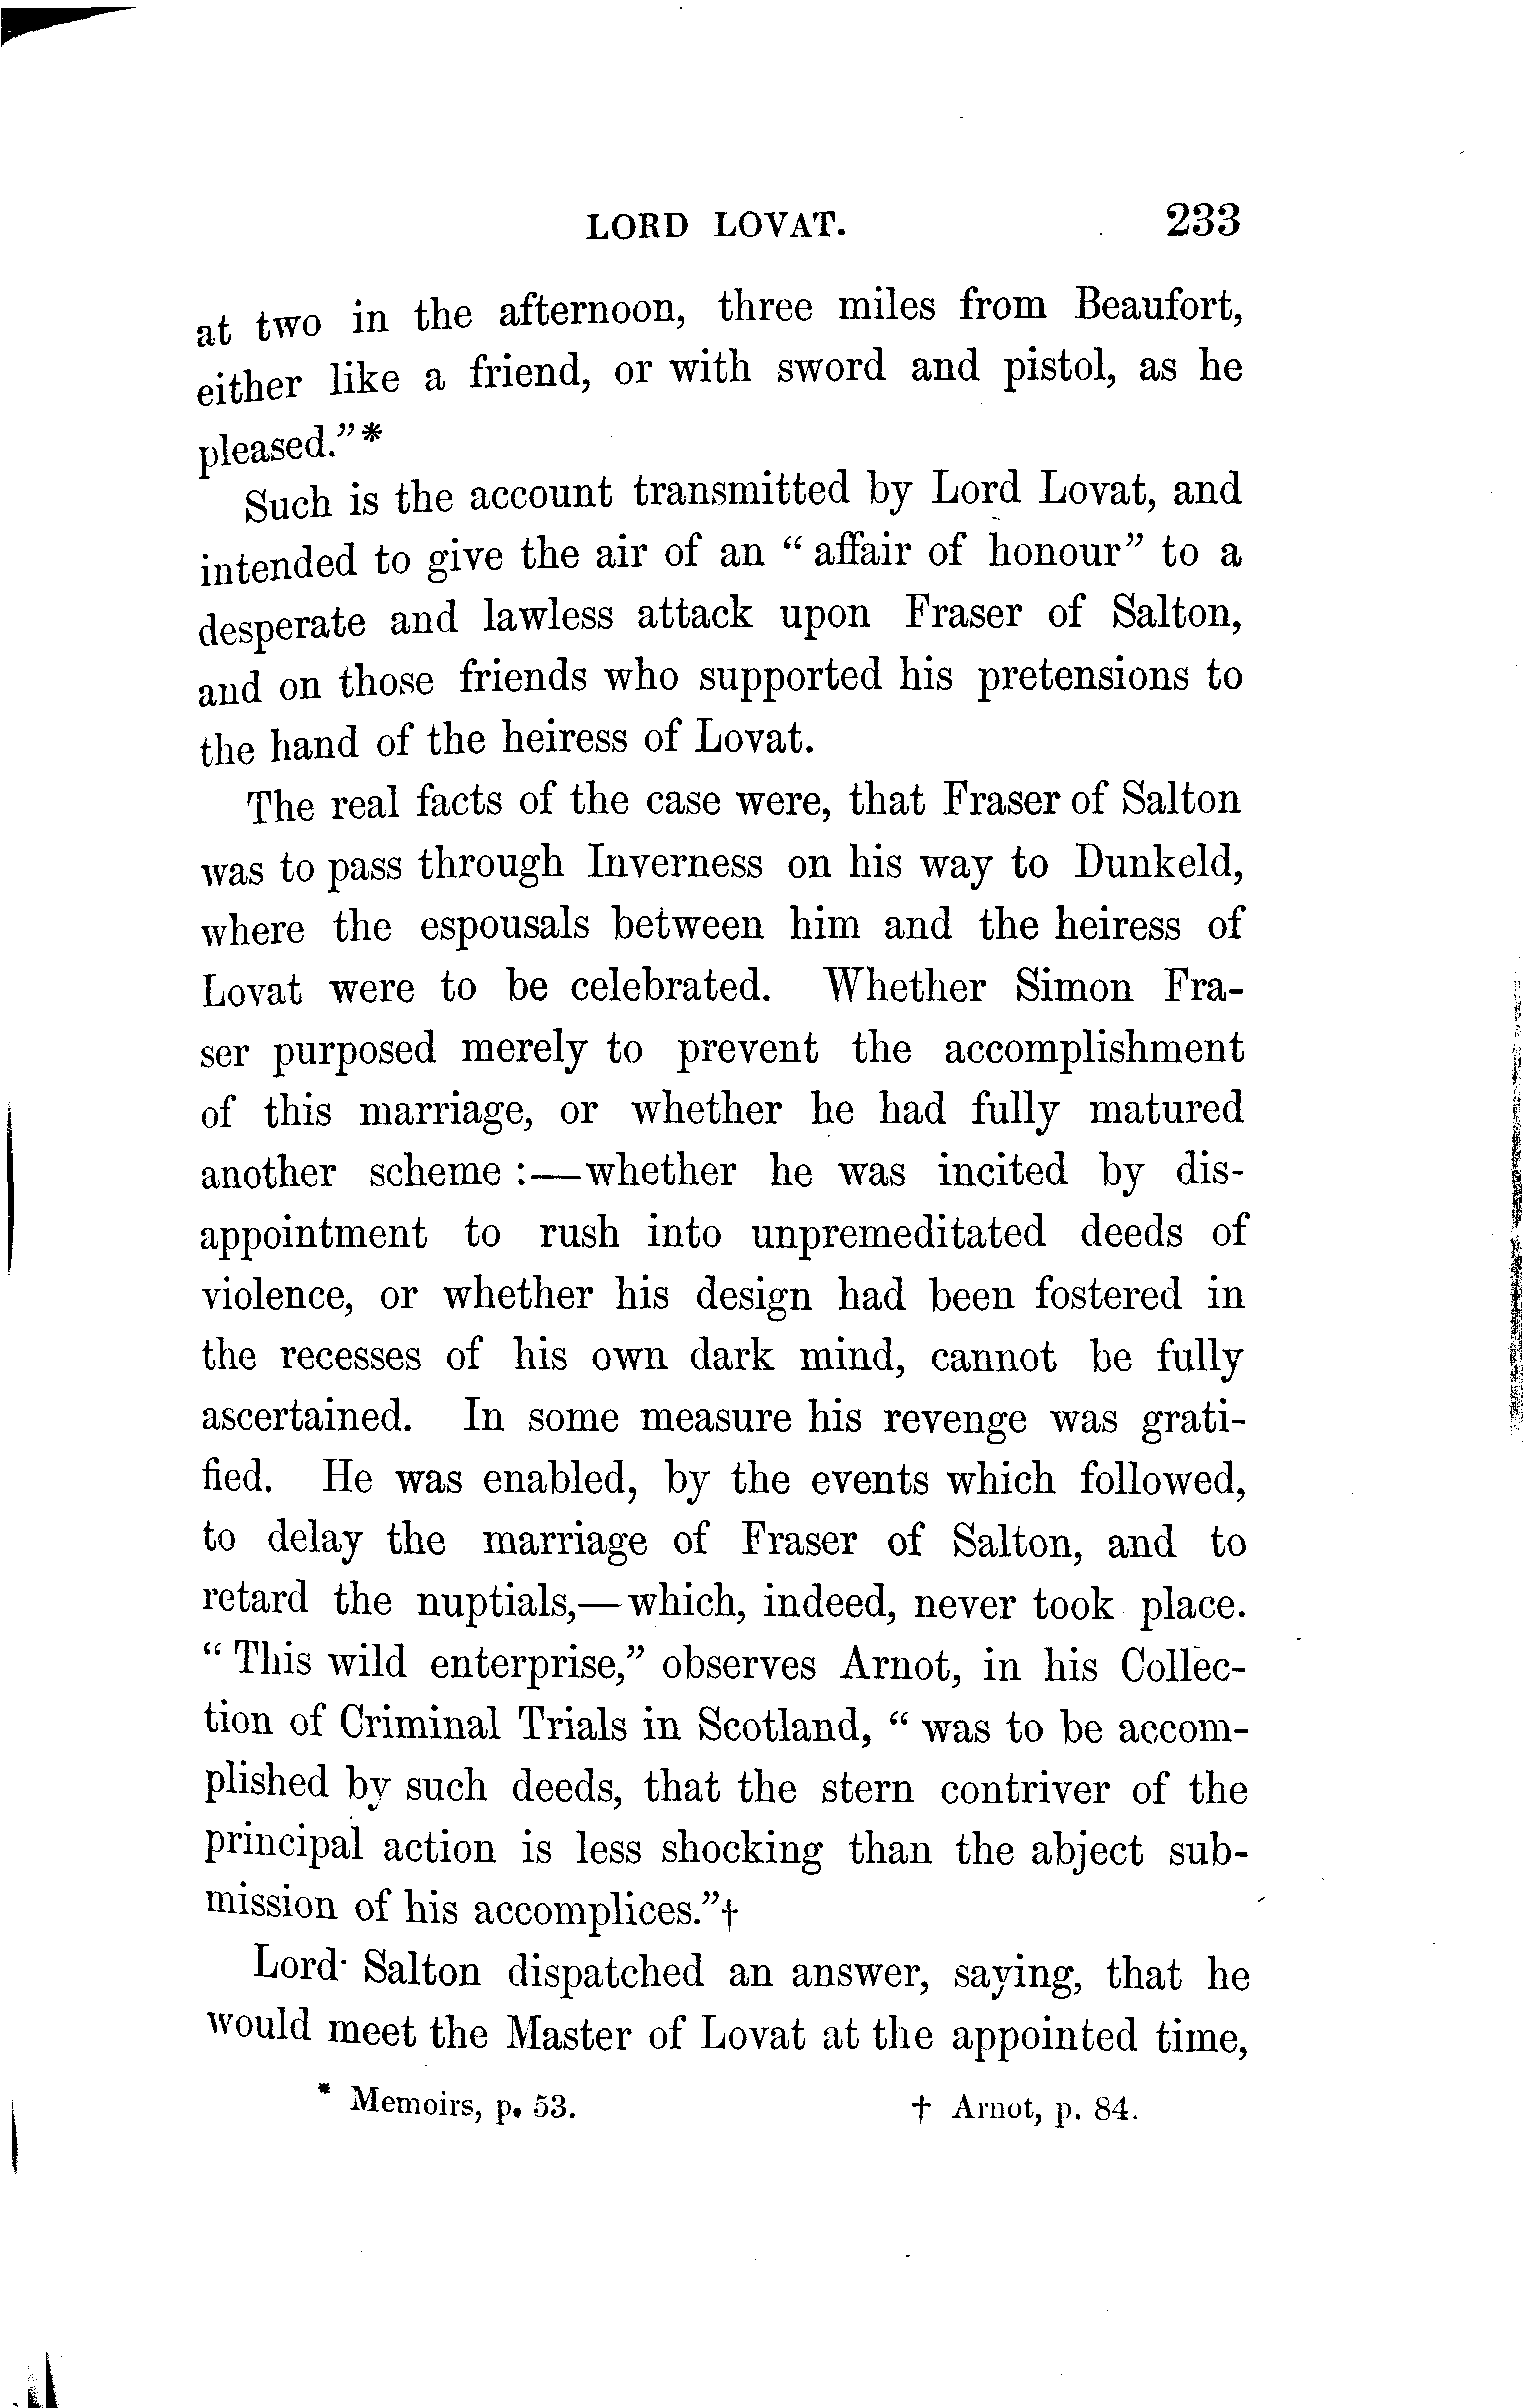 LORD LOVAT. 233
at two in the afternoon, three miles from Beaufort,
either like a friend, or with sword and pistol, as he
pleased."*
Such is the account transmitted by Lord Lovat, and
intended to give the air of an " affair of honour" to a
desperate and lawless attack upon Fraser of Salton,
and on those friends who supported his pretensions to
the hand of the heiress of Lovat.
The real facts of the case were, that Fraser of Salton
was to pass through Inverness on his way to Dunkeld,
where the espousals between him and the heiress of
Lovat were to be celebrated. Whether Simon Fra-
ser purposed merely to prevent the accomplishment
of this marriage, or whether he had fully matured
another scheme :—whether he was incited by dis-
appointment to rush into unpremeditated deeds of
violence, or whether his design had been fostered in
the recesses of his own dark mind, cannot be fully
ascertained. In some measure his revenge was grati-
fied. He was enabled, by the events which followed,
to delay the marriage of Fraser of Salton, and to
retard the nuptials,—which, indeed, never took place.
" This wild enterprise," observes Arnot, in his Collec-
tion of Criminal Trials in Scotland, " was to be accom-
plished by such deeds, that the stern contriver of the
principal action is less shocking than the abject sub-
mission of his accomplices."†
Lord Salton dispatched an answer, saying, that he
would meet the Master of Lovat at the appointed time,
* Memoirs, p. 53. † Arnot, p. 84.